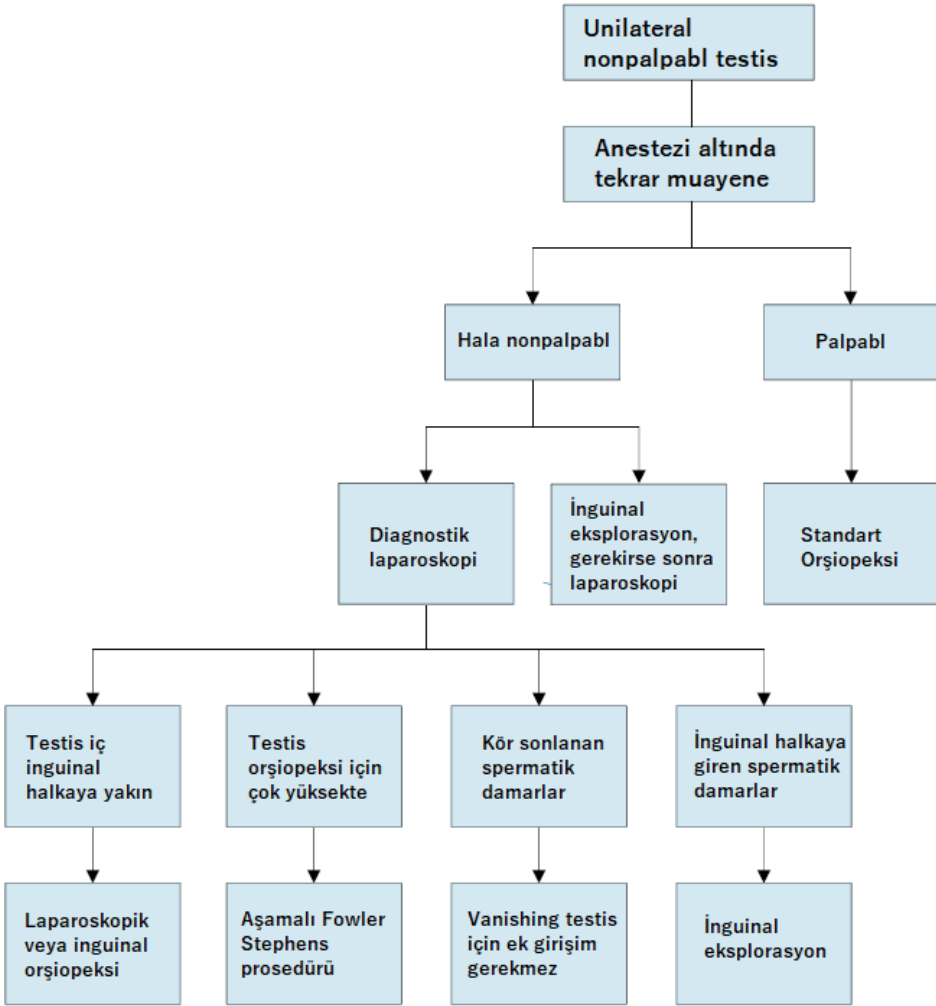 Unilateral
nonpalpabl testis
Anestezi altında
tekrar muayene
Hala nonpalpabl
Palpabl
Diagnostik
laparoskopi
İnguinal
eksplorasyon,
gerekirse sonra
laparoskopi
Standart
Orşiopeksi
Testis iç
inguinal
halkaya yakın
Testis
orşiopeksi için
çok yüksekte
Kör sonlanan
spermatik
damarlar
İnguinal halkaya
giren spermatik
damarlar
Laparoskopik
veya inguinal
orşiopeksi
Aşamalı Fowler
Stephens
prosedürü
Vanishing testis
için ek girişim
gerekmez
İnguinal
eksplorasyon